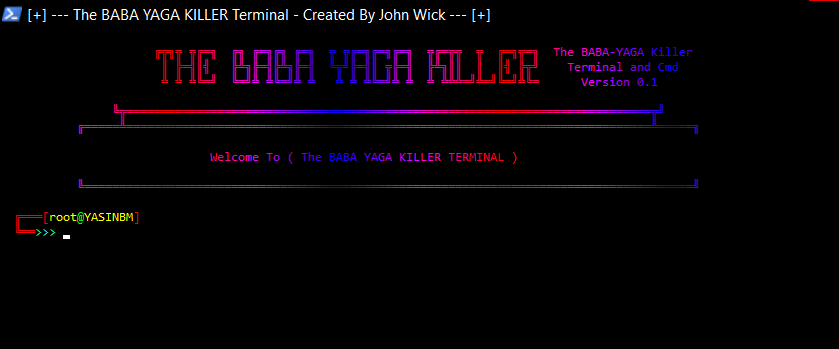 [+] --- The BABA YAGA KILLER Terminal - Created By John Wick --- [+]
THE BABA YAGA KILLER
The BABA-YAGA Killer
Terminal and Cmd
Version 0.1
Welcome To ( The BABA YAGA KILLER TERMINAL )
[root@YASINBM]
>>>